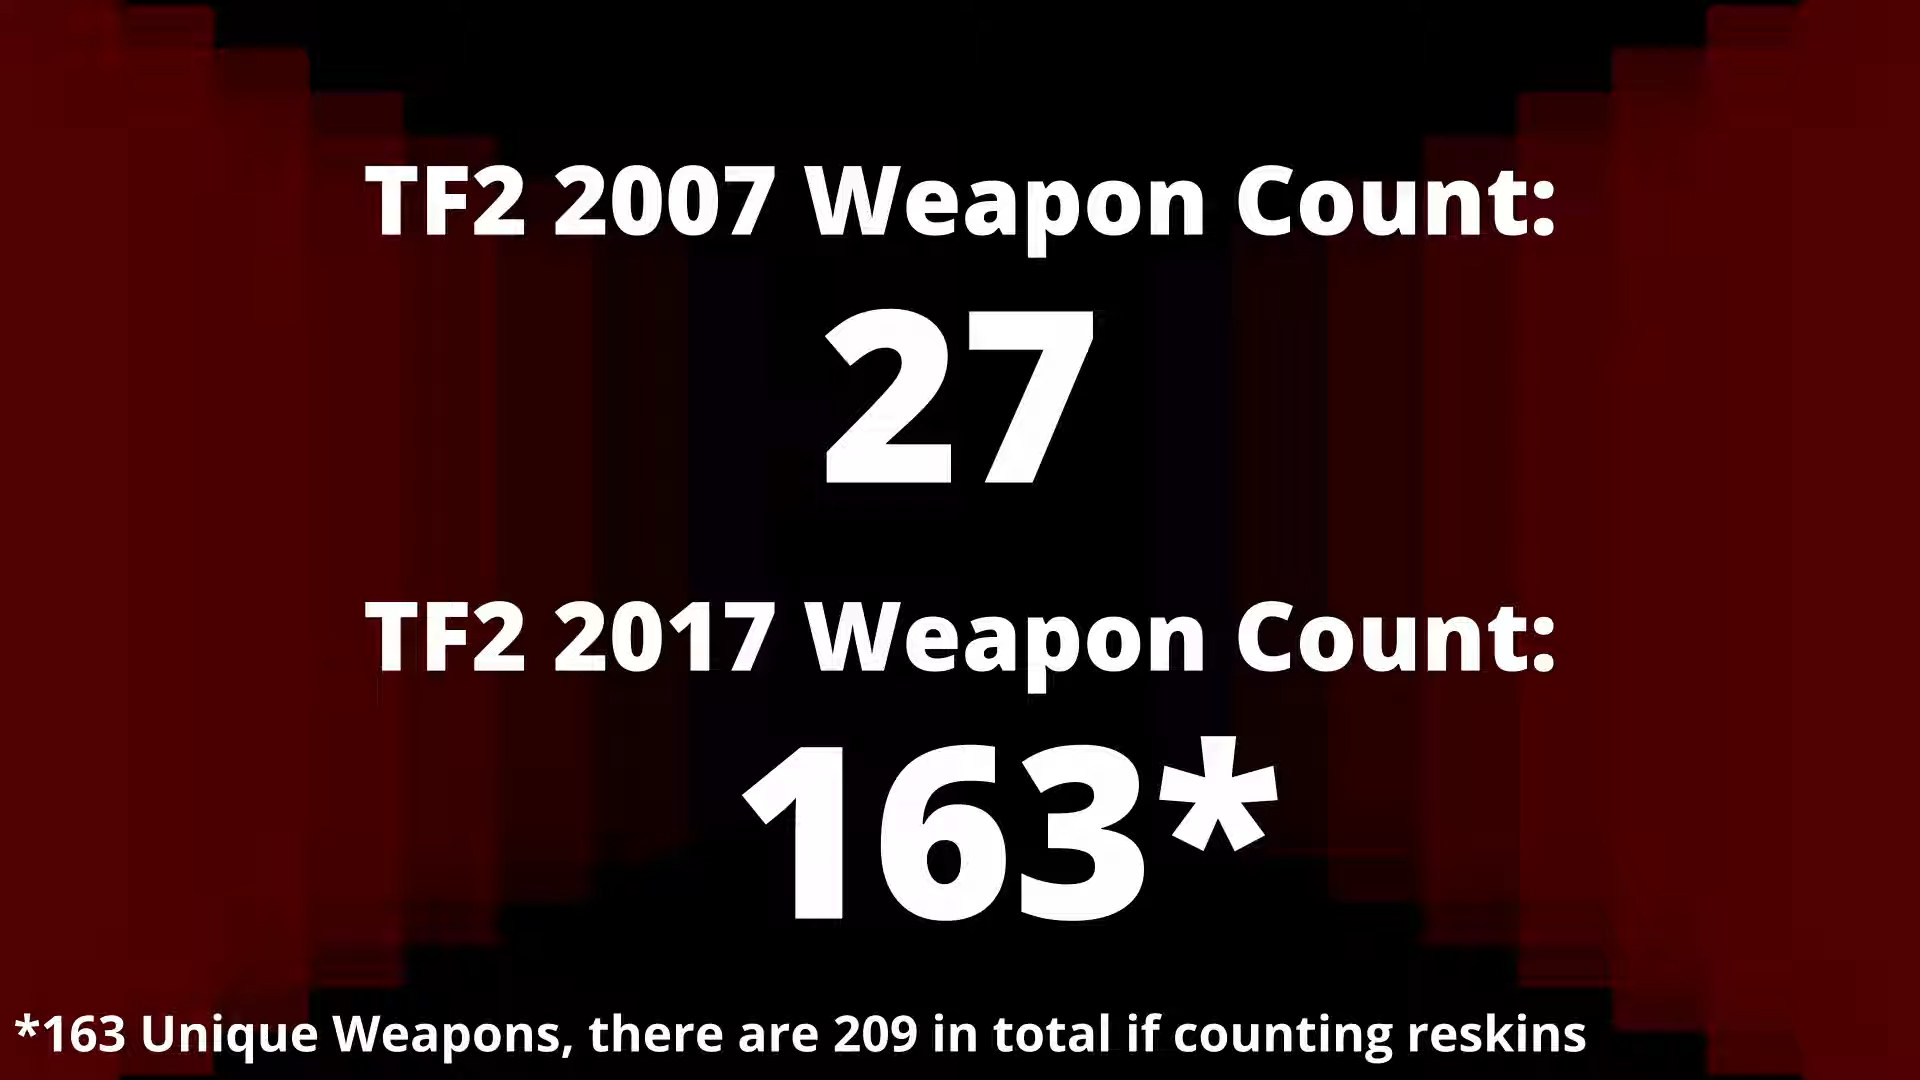 TF2 2007 Weapon Count:
27
TF2 2017 Weapon Count:
163*
*163 Unique Weapons, there are 209 in total if counting reskins